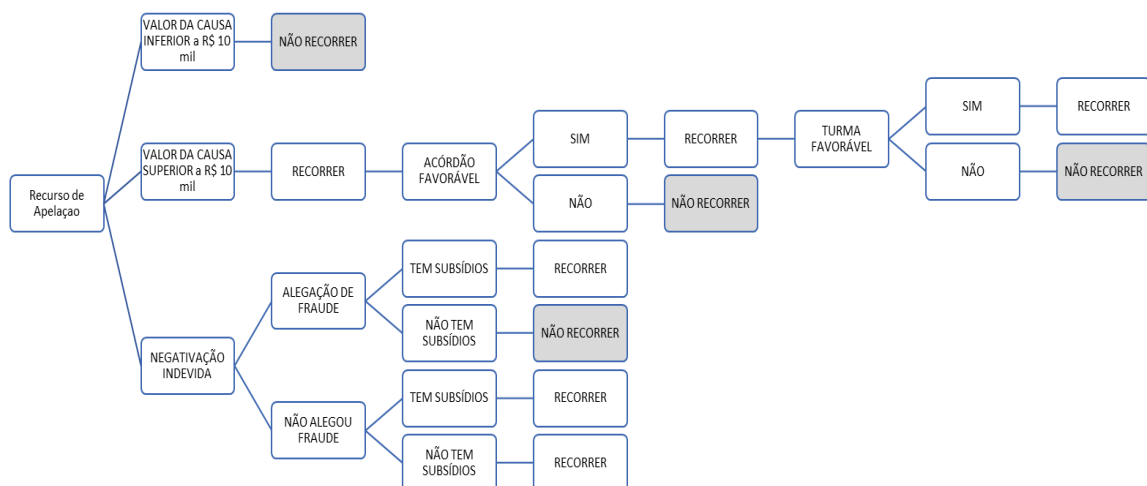 VALOR DA CAUSA
INFERIOR a R$ 10
mil
NÃO RECORRER
Recurso de
Apelaçao
VALOR DA CAUSA
SUPERIOR a R$ 10
mil
RECORRER
ACÓRDÃO
FAVORÁVEL
SIM
RECORRER
TURMA
FAVORÁVEL
SIM
RECORRER
NÃO
NÃO RECORRER
NÃO
NÃO RECORRER
NEGATIVAÇÃO
INDEVIDA
ALEGAÇÃO DE
FRAUDE
TEM SUBSÍDIOS
RECORRER
NÃO TEM
SUBSÍDIOS
NÃO RECORRER
NÃO ALEGOU
FRAUDE
TEM SUBSÍDIOS
RECORRER
NÃO TEM
SUBSÍDIOS
RECORRER